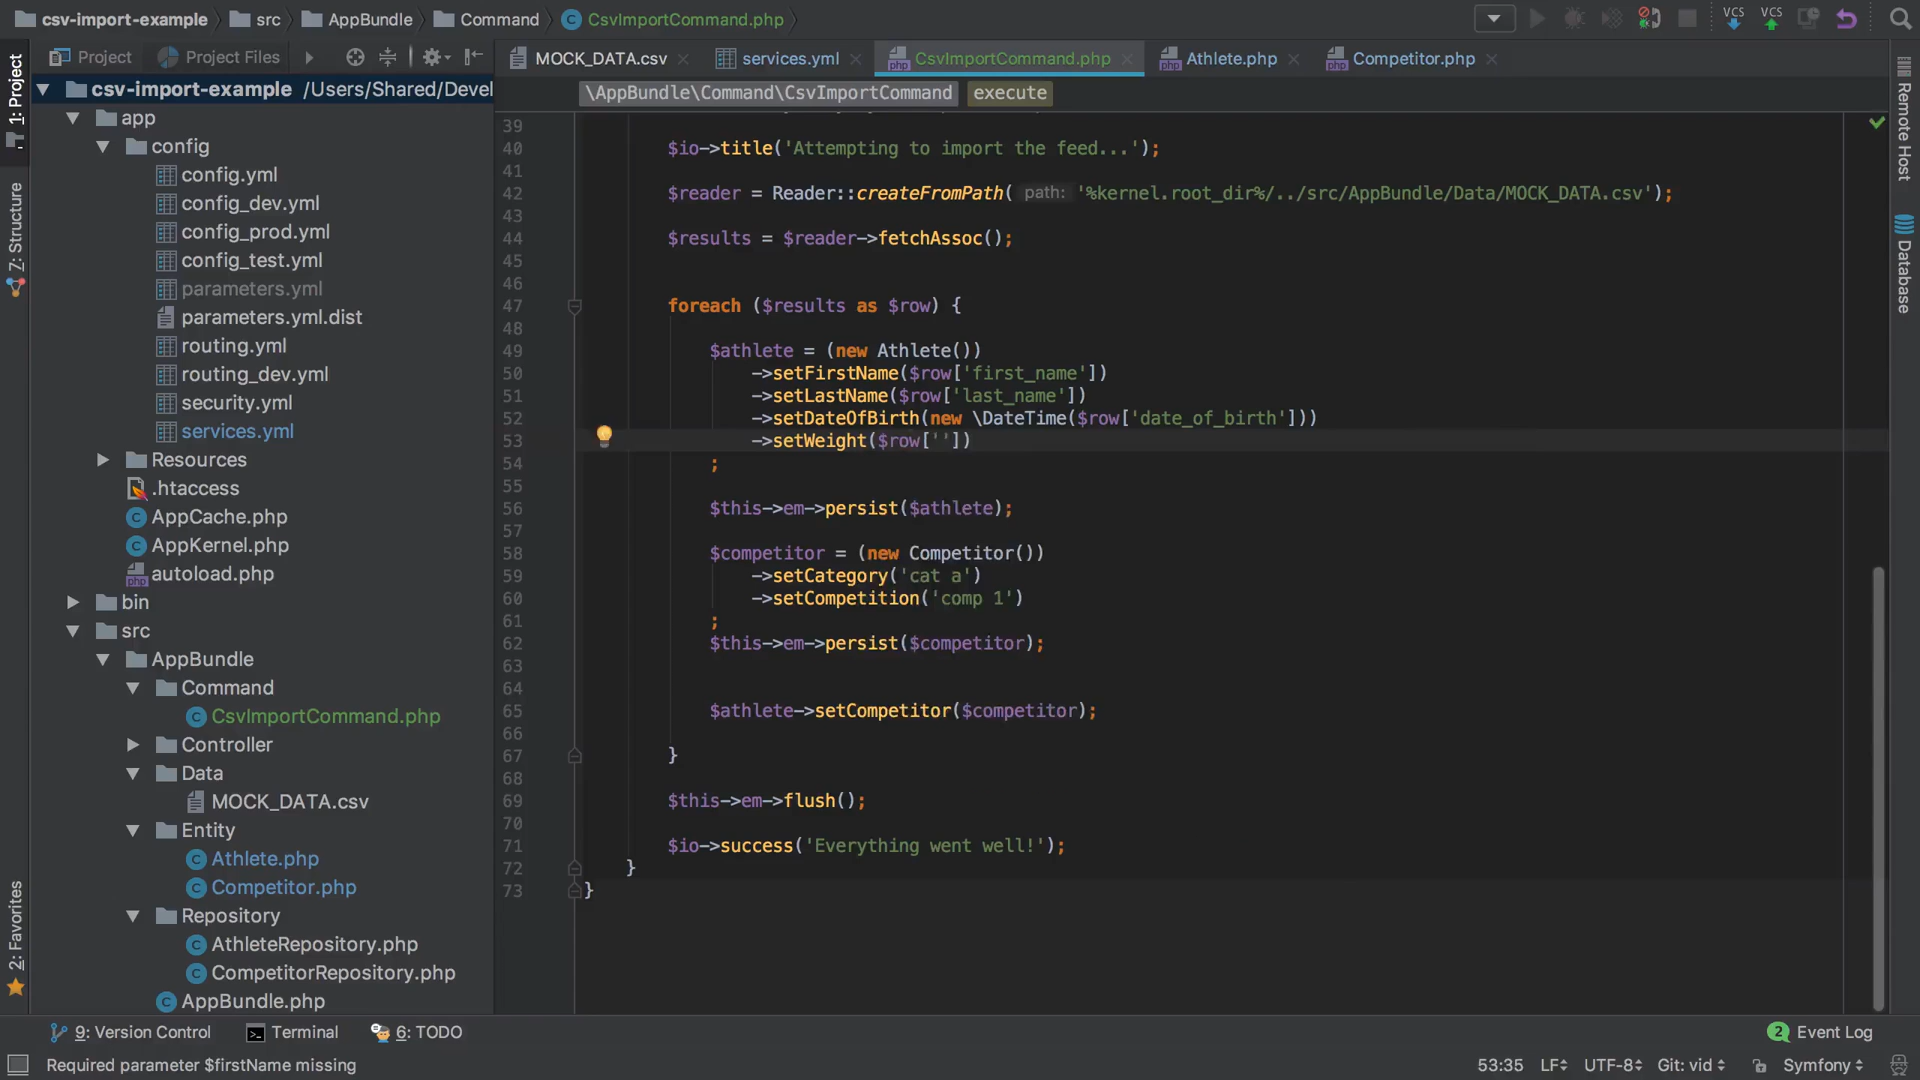 csv-import-example src AppBundle Command CsvImportCommand.php
VCS VCS
Project Project Files
MOCK_DATA.csv services.yml CsvImportCommand.php Athlete.php Competitor.php
\AppBundle\Command\CsvImportCommand execute
1: Project
Z: Structure
2: Favorites
csv-import-example /Users/Shared/Devel
app
config
config.yml
config_dev.yml
config_prod.yml
config_test.yml
parameters.yml
parameters.yml.dist
routing.yml
routing_dev.yml
security.yml
services.yml
Resources
.htaccess
AppCache.php
AppKernel.php
autoload.php
bin
src
AppBundle
Command
CsvImportCommand.php
Controller
Data
MOCK_DATA.csv
Entity
Athlete.php
Competitor.php
Repository
AthleteRepository.php
CompetitorRepository.php
AppBundle.php
39
40 $io->title('Attempting to import the feed...');
41
42 $reader = Reader::createFromPath( path: '%kernel.root_dir%/../src/AppBundle/Data/MOCK_DATA.csv');
43
44 $results = $reader->fetchAssoc();
45
46
47 foreach ($results as $row) {
48
49 $athlete = (new Athlete())
50 ->setFirstName($row['first_name'])
51 ->setLastName($row['last_name'])
52 ->setDateOfBirth(new \DateTime($row['date_of_birth']))
53 ->setWeight($row[''])
54 ;
55
56 $this->em->persist($athlete);
57
58 $competitor = (new Competitor())
59 ->setCategory('cat a')
60 ->setCompetition('comp 1')
61 ;
62 $this->em->persist($competitor);
63
64
65 $athlete->setCompetitor($competitor);
66
67 }
68
69 $this->em->flush();
70
71 $io->success('Everything went well!');
72 }
73 }
Remote Host
Database
9: Version Control Terminal 6: TODO 2 Event Log
Required parameter $firstName missing 53:35 LF UTF-8 Git: vid Symfony